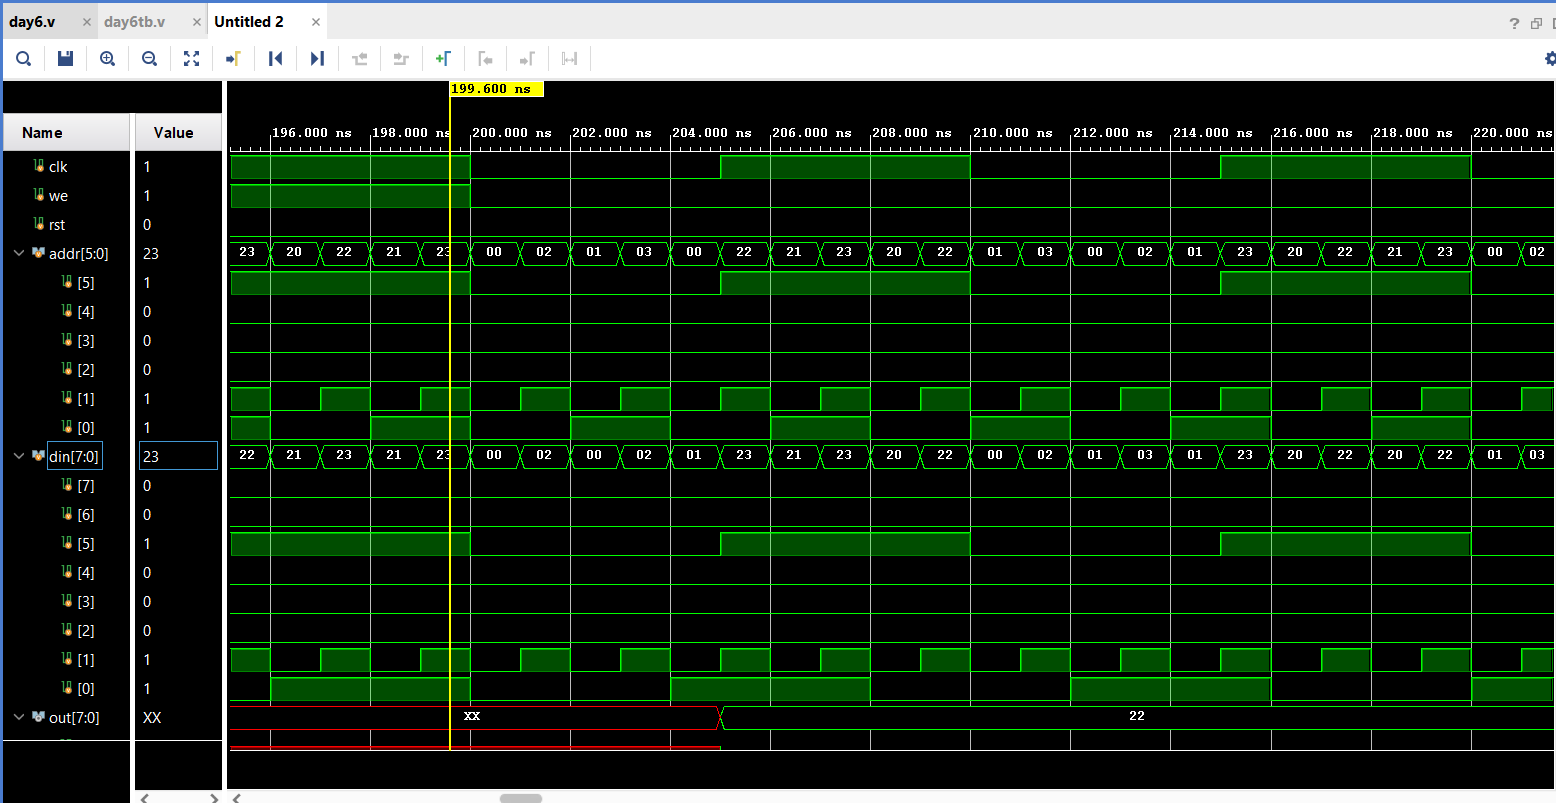 day6.v × day6tb.v × Untitled 2 ×
?
199.600 ns
Name Value
196.000 ns 198.000 ns 200.000 ns 202.000 ns 204.000 ns 206.000 ns 208.000 ns 210.000 ns 212.000 ns 214.000 ns 216.000 ns 218.000 ns 220.000 ns
clk 1
we 1
rst 0
addr[5:0] 23 23 20 22 21 23 00 02 01 03 00 22 21 23 20 22 01 03 00 02 01 23 20 22 21 23 00 02
[5] 1
[4] 0
[3] 0
[2] 0
[1] 1
[0] 1
din[7:0] 23 22 21 23 21 23 00 02 00 02 01 23 21 23 20 22 00 02 01 03 01 23 20 22 20 22 01 03
[7] 0
[6] 0
[5] 1
[4] 0
[3] 0
[2] 0
[1] 1
[0] 1
out[7:0] XX XX 22